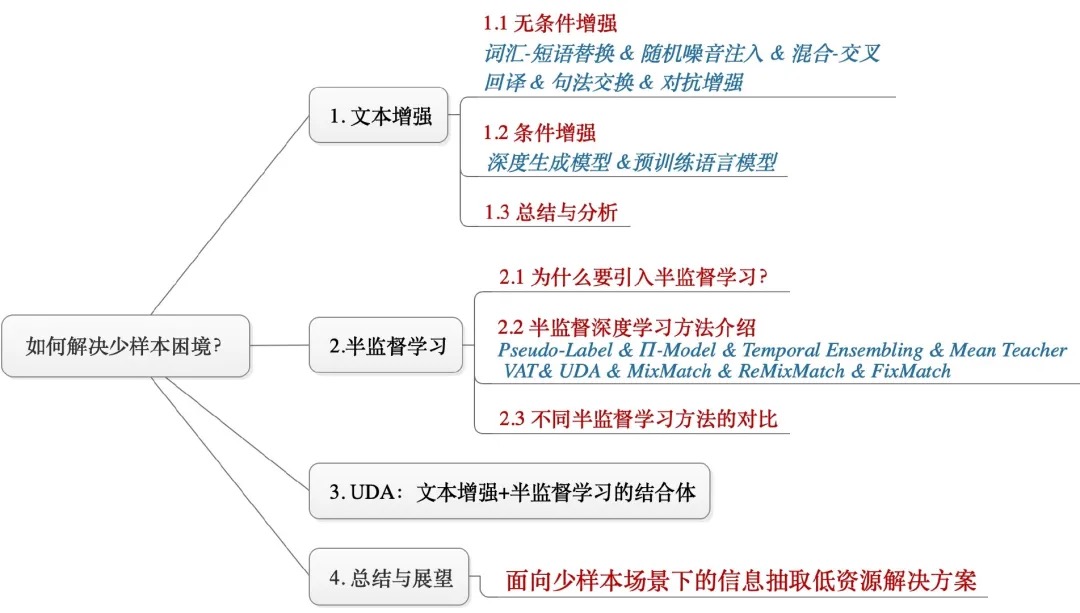 如何解决少样本困境?
1. 文本增强
1.1 无条件增强
词汇-短语替换 & 随机噪音注入 & 混合-交叉
回译 & 句法交换 & 对抗增强
1.2 条件增强
深度生成模型 &预训练语言模型
1.3 总结与分析
2.半监督学习
2.1 为什么要引入半监督学习?
2.2 半监督深度学习方法介绍
Pseudo-Label & Π-Model & Temporal Ensembling & Mean Teacher
VAT& UDA & MixMatch & ReMixMatch & FixMatch
2.3 不同半监督学习方法的对比
3. UDA：文本增强+半监督学习的结合体
4. 总结与展望
面向少样本场景下的信息抽取低资源解决方案